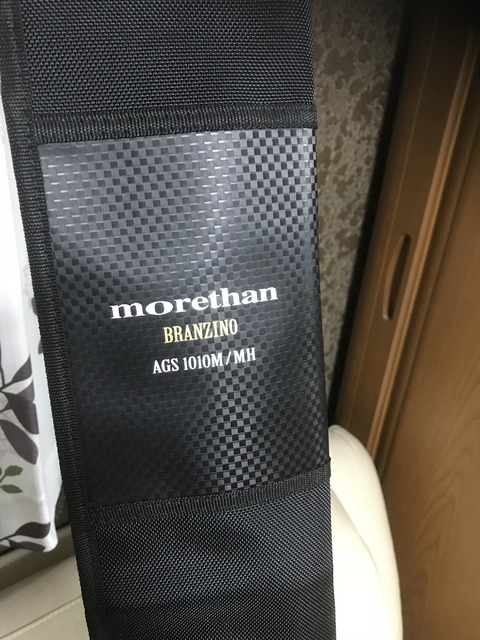 morethan
BRANZINO
AGS 1010M/MH